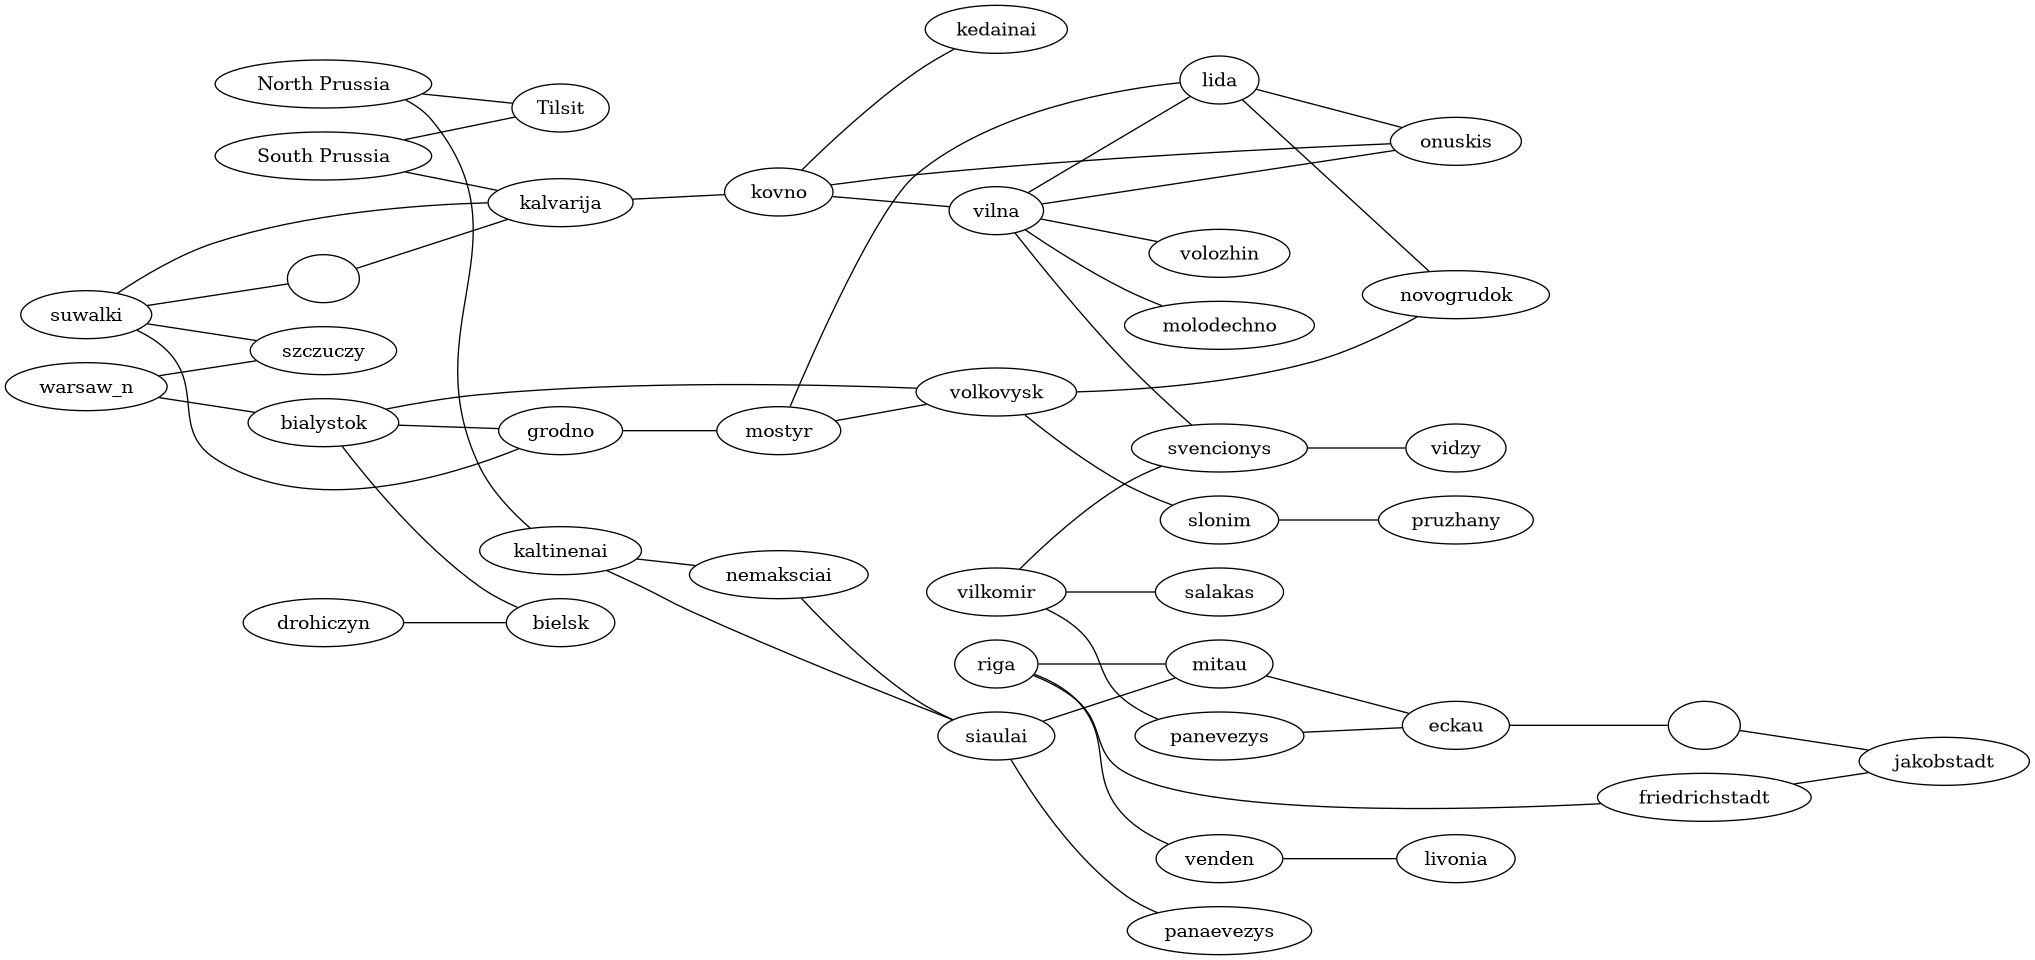 kedainai
North Prussia
lida
Tilsit
onuskis
South Prussia
kovno
kalvarija
vilna
volozhin
novogrudok
suwalki
molodechno
szczuczy
warsaw_n
volkovysk
bialystok
grodno
mostyr
svencionys
vidzy
slonim
pruzhany
kaltinenai
nemaksciai
vilkomir
salakas
drohiczyn
bielsk
riga
mitau
siaulai
panevezys
eckau
jakobstadt
friedrichstadt
venden
livonia
panaevezys